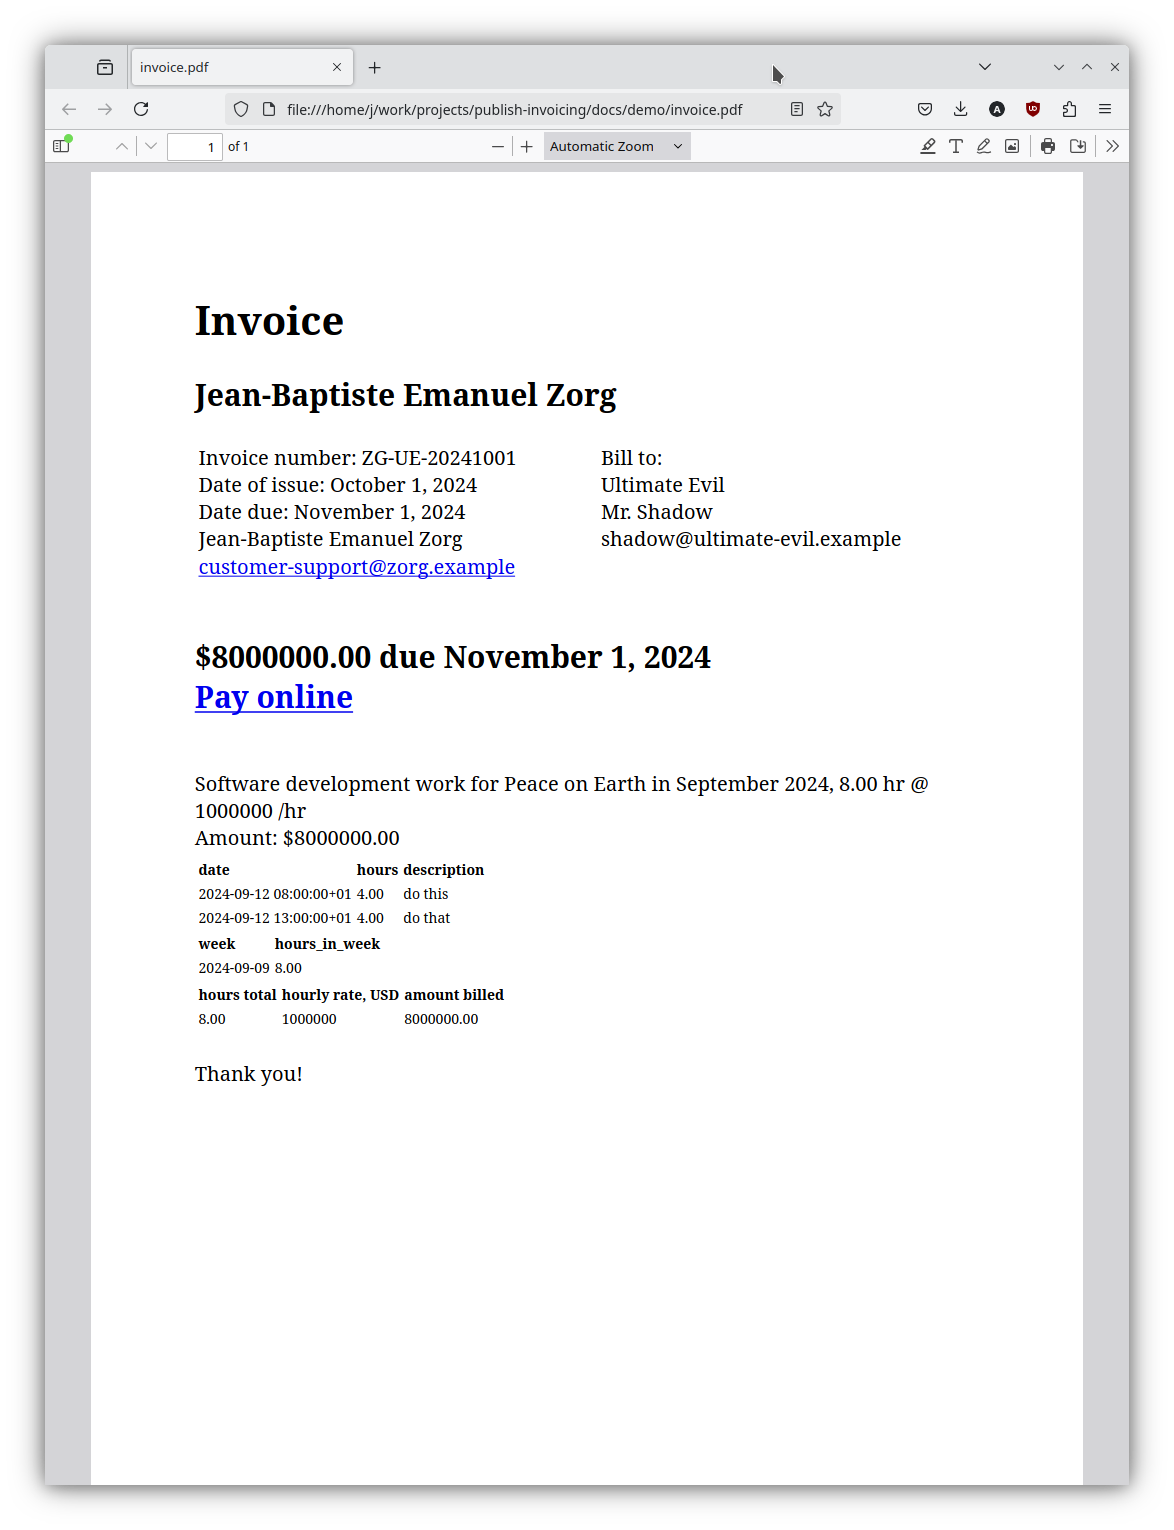 invoice.pdf
file:///home/j/work/projects/publish-invoicing/docs/demo/invoice.pdf
1 of 1
Automatic Zoom
Invoice
Jean-Baptiste Emanuel Zorg
Invoice number: ZG-UE-20241001
Date of issue: October 1, 2024
Date due: November 1, 2024
Jean-Baptiste Emanuel Zorg
customer-support@zorg.example
Bill to:
Ultimate Evil
Mr. Shadow
shadow@ultimate-evil.example
$8000000.00 due November 1, 2024
Pay online
Software development work for Peace on Earth in September 2024, 8.00 hr @
1000000 /hr
Amount: $8000000.00
date hours description
2024-09-12 08:00:00+01 4.00 do this
2024-09-12 13:00:00+01 4.00 do that
week hours_in_week
2024-09-09 8.00
hours total hourly rate, USD amount billed
8.00 1000000 8000000.00
Thank you!